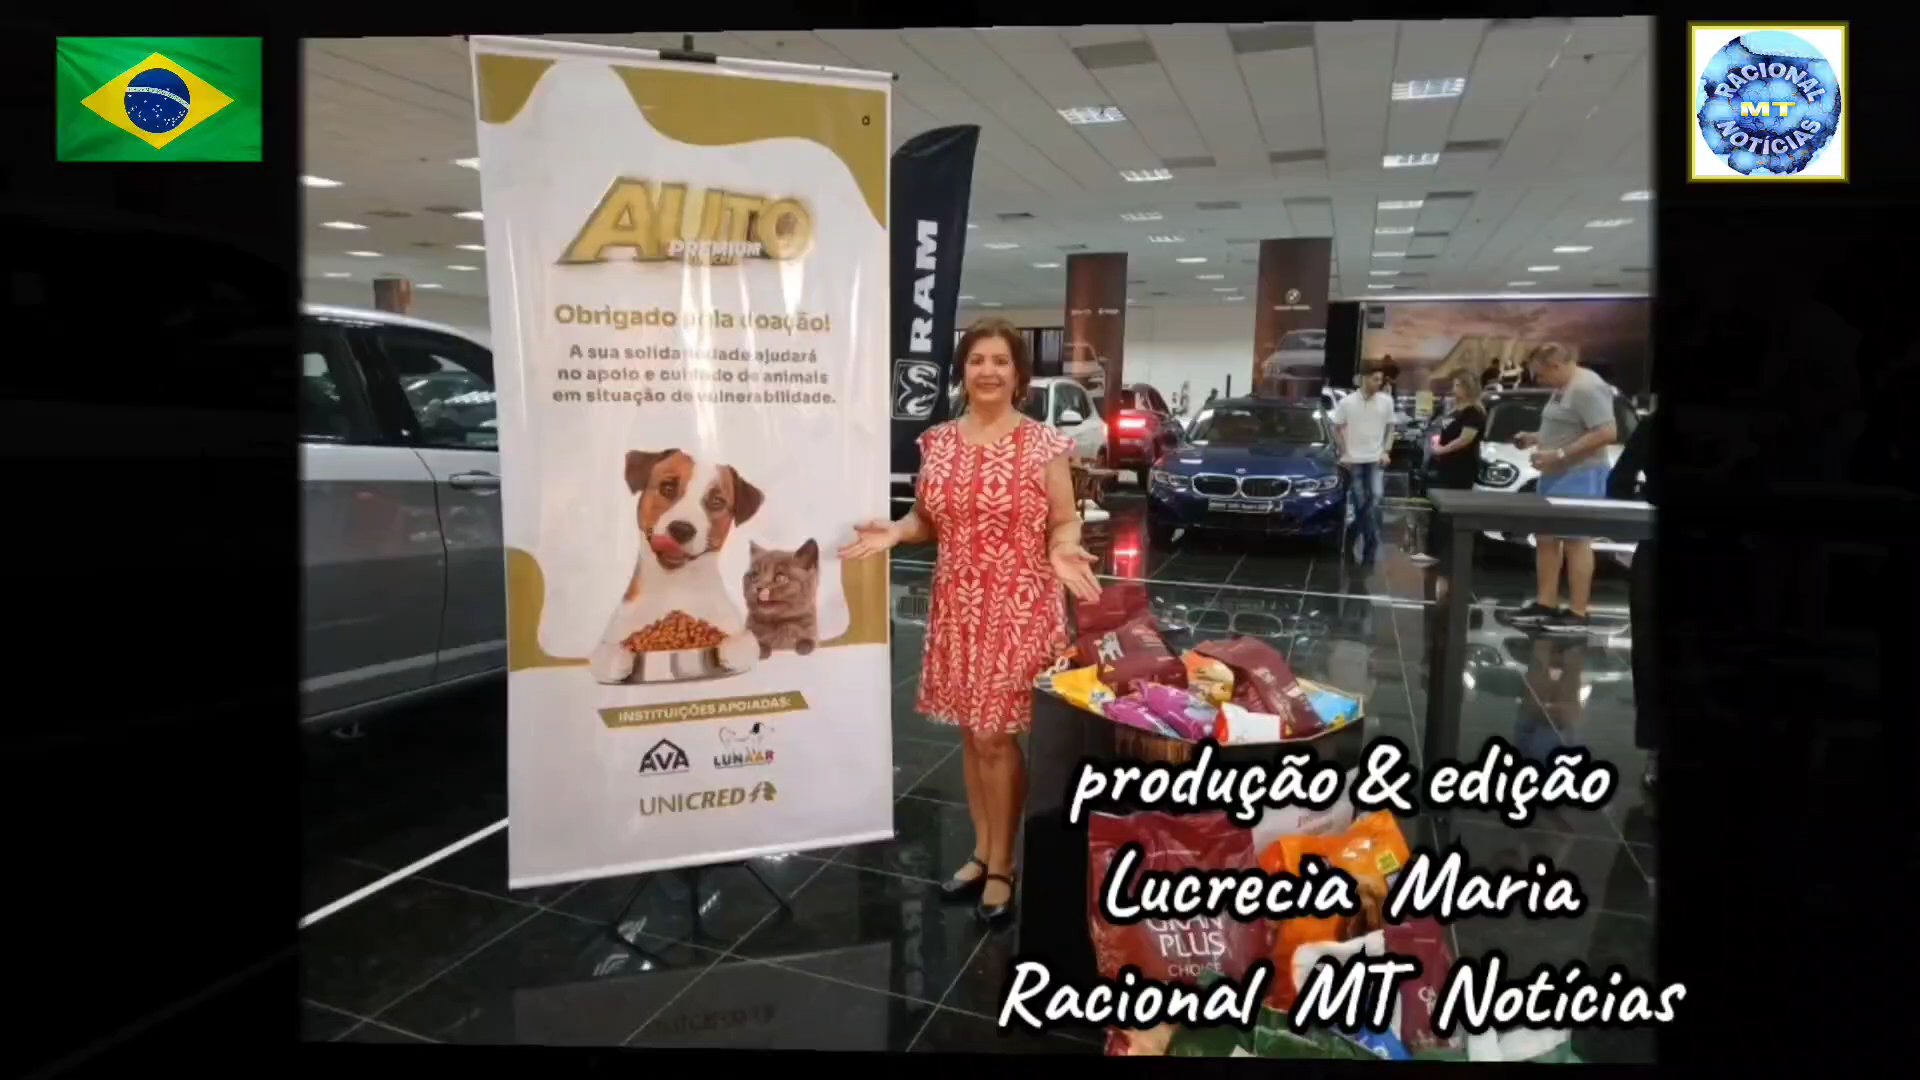 RACIONAL
MT
NOTÍCIAS
AUTO
PREMIUM
Obrigado pela doação!
A sua solidariedade ajudará
no apoio e cuidado de animais
em situação de vulnerabilidade.
INSTITUIÇÕES APOIADAS:
AVA
LUNAAR
UNICRED
RAM
produção & edição
Lucrecia Maria
Racional MT Notícias
GRAN
PLUS
CHOICE